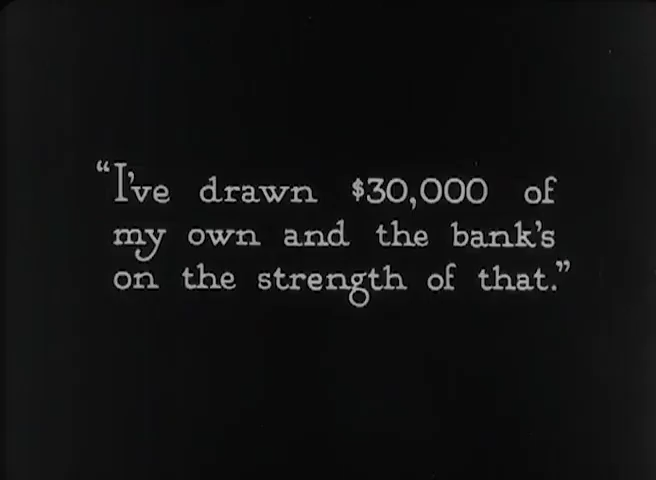 “I've drawn $30,000 of
my own and the bank's
on the strength of that.”